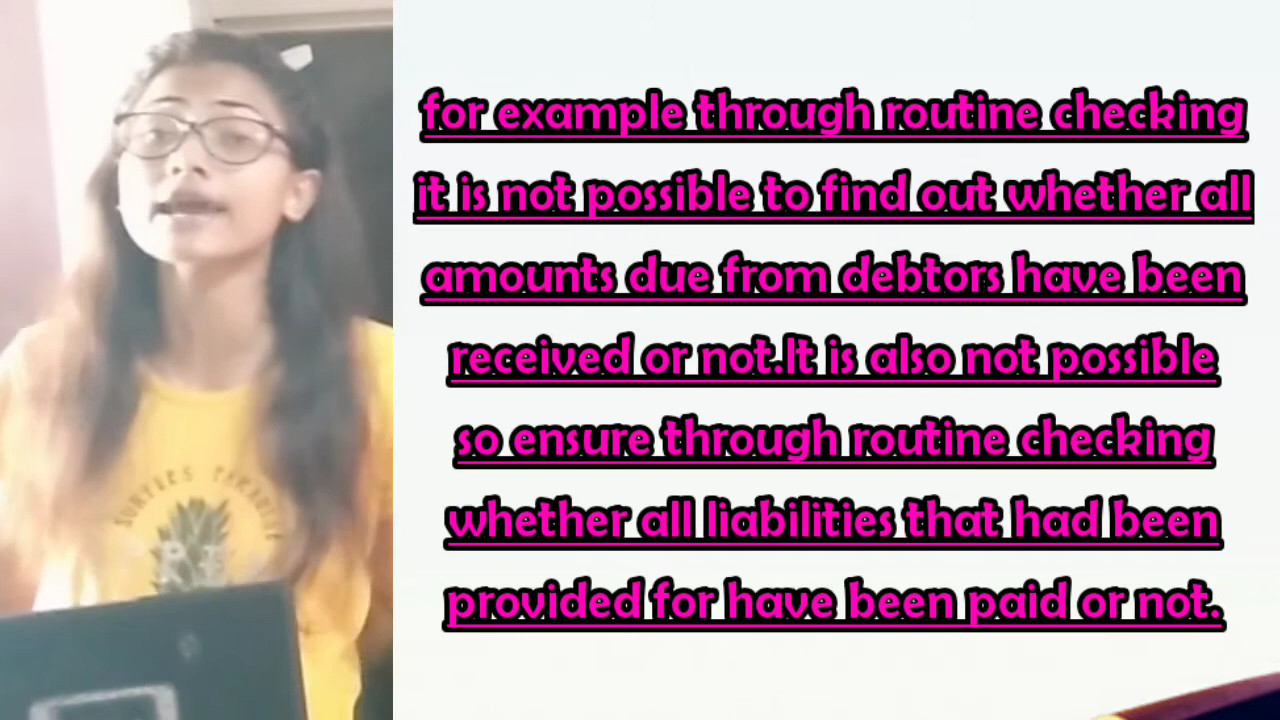 for example through routine checking
it is not possible to find out whether all
amounts due from debtors have been
received or not.It is also not possible
so ensure through routine checking
whether all liabilities that had been
provided for have been paid or not.